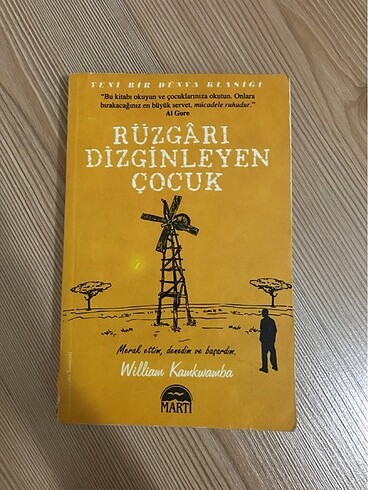 YENİ BİR DÜNYA KLASİĞİ
"Bu kitabı okuyun ve çocuklarınıza okutun. Onlara
bırakacağınız en büyük servet, mücadele ruhudur."
Al Gore
RÜZGÂRI
DİZGİNLEYEN
ÇOCUK
Merak ettim, denedim ve başardım.
William Kamkwamba
MARTI